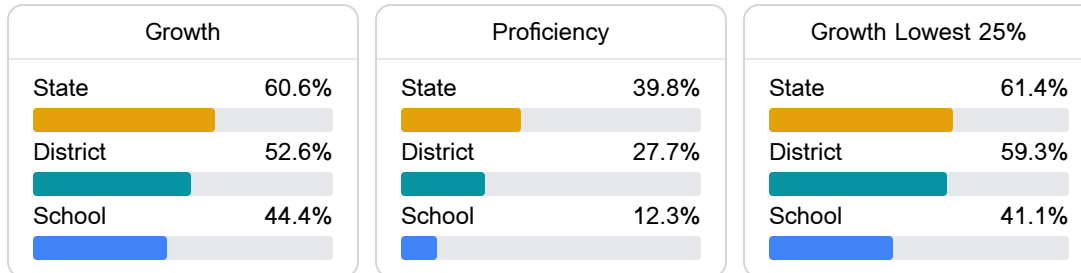 Growth
State 60.6%
District 52.6%
School 44.4%
Proficiency
State 39.8%
District 27.7%
School 12.3%
Growth Lowest 25%
State 61.4%
District 59.3%
School 41.1%